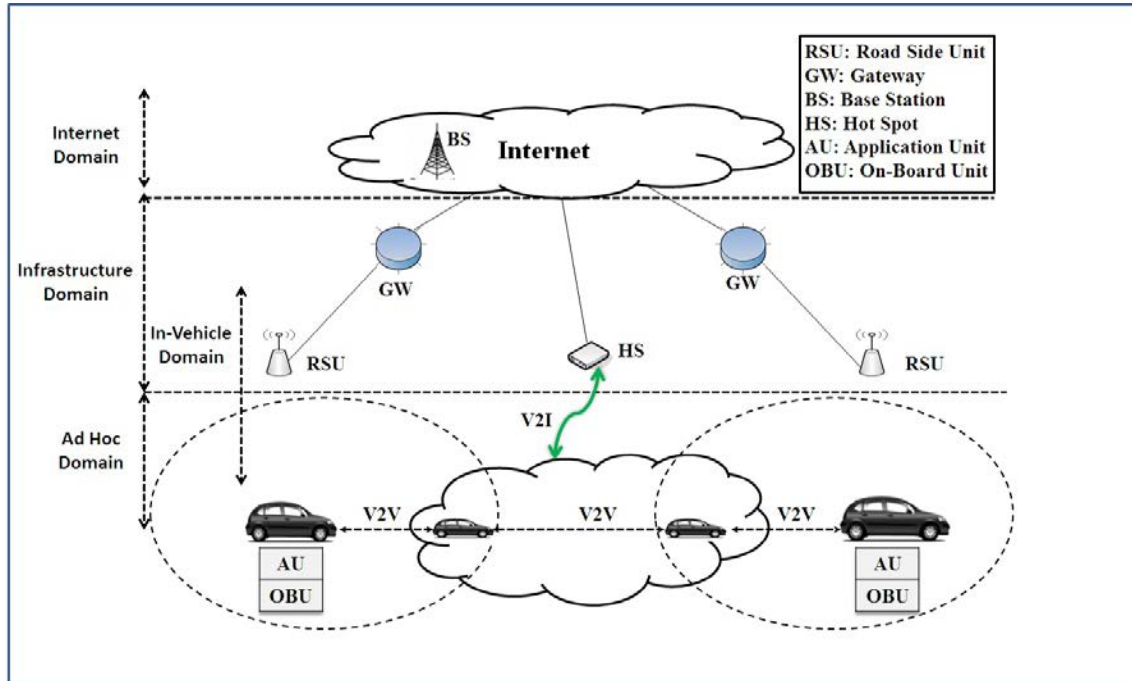 RSU: Road Side Unit
GW: Gateway
BS: Base Station
HS: Hot Spot
AU: Application Unit
OBU: On-Board Unit
Internet
Domain
BS
Internet
Infrastructure
Domain
GW
GW
In-Vehicle
Domain
RSU
HS
RSU
V2I
Ad Hoc
Domain
V2V
V2V
V2V
AU
OBU
AU
OBU